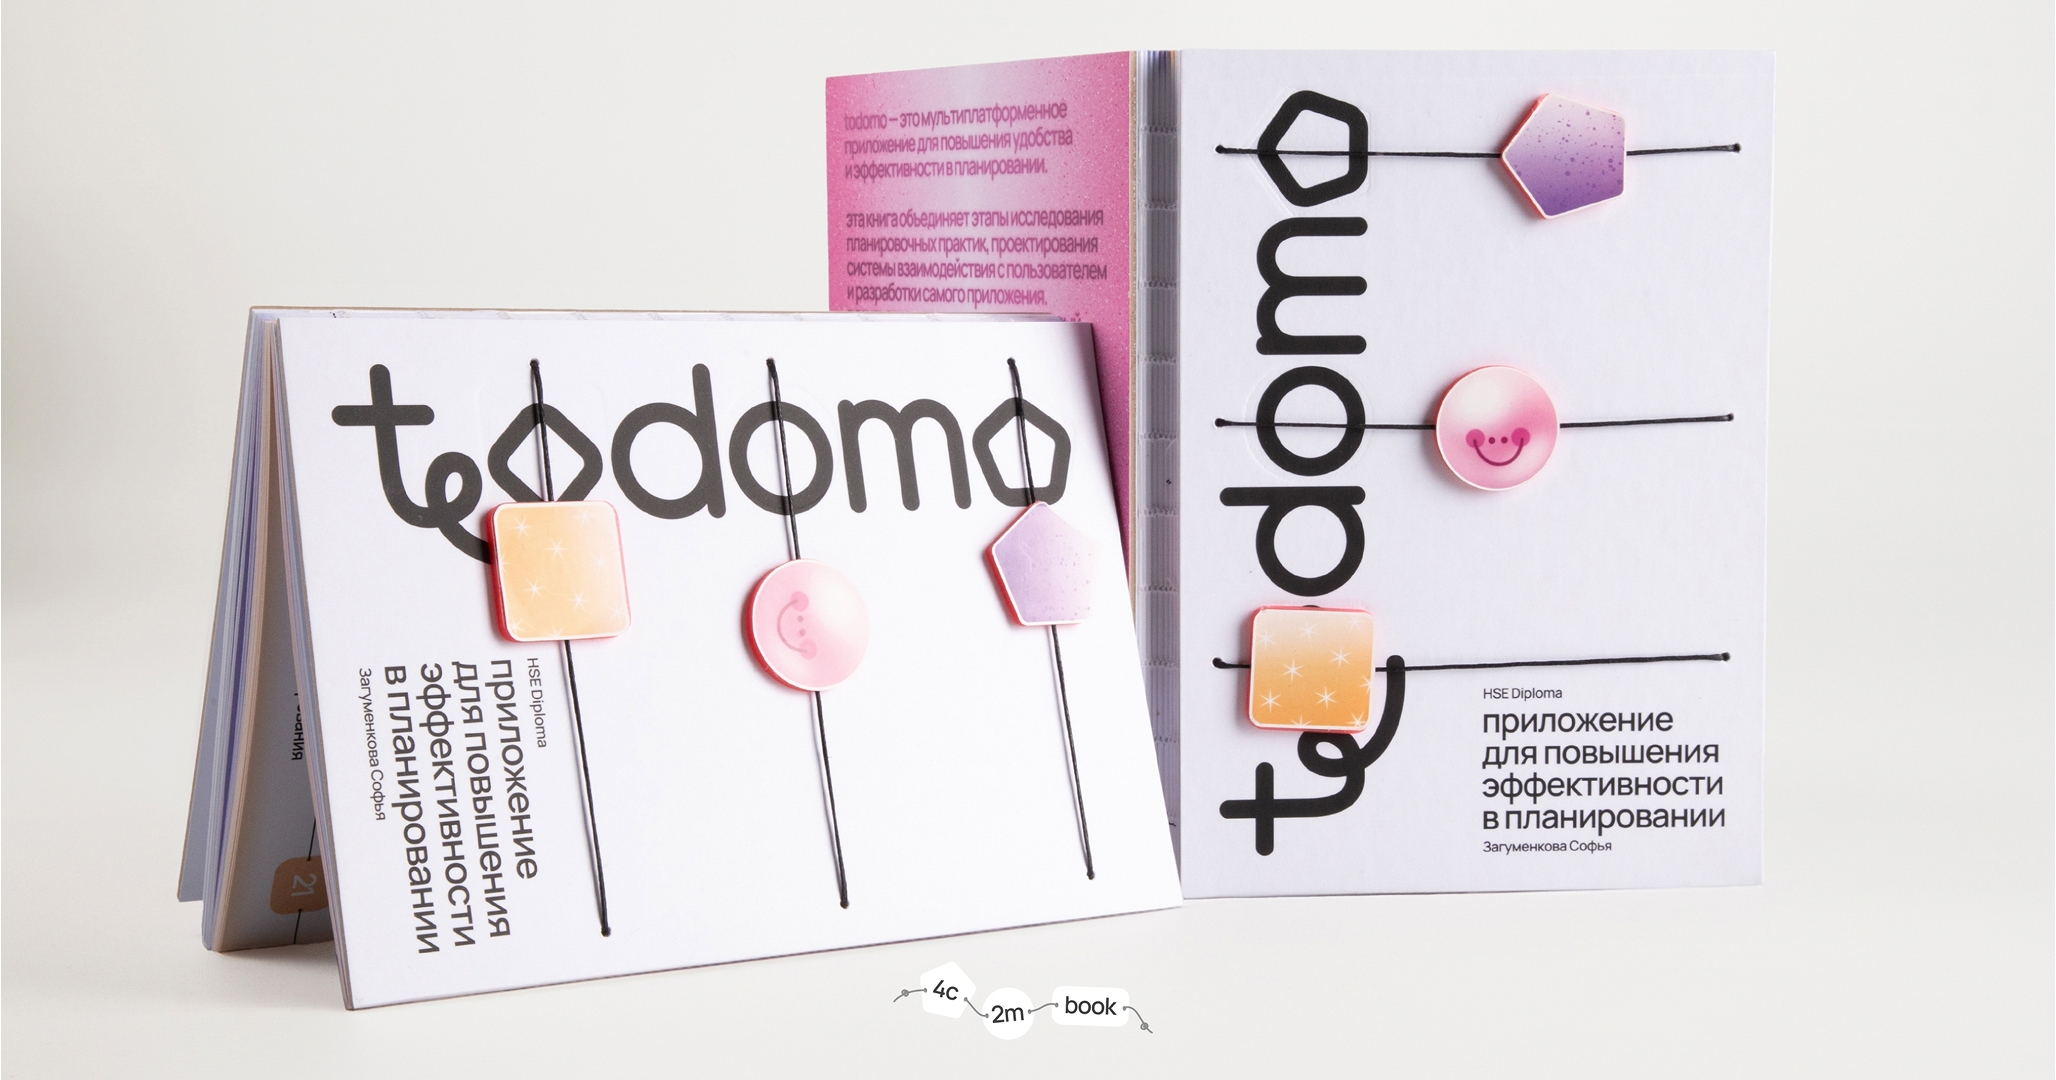 todomo — это мультиплатформенное
приложение для повышения удобства
и эффективности в планировании.
эта книга объединяет этапы исследования
планировочных практик, проектирования
системы взаимодействия с пользователем
и разработки самого приложения.
todomo
HSE Diploma
приложение
для повышения
эффективности
в планировании
Загуменкова Софья
21
todomo
HSE Diploma
приложение
для повышения
эффективности
в планировании
Загуменкова Софья
4c
2m
book